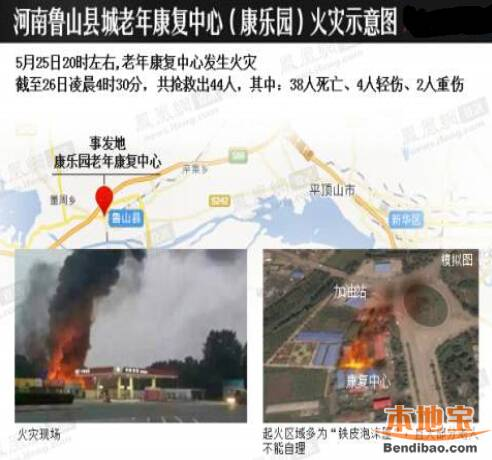 河南鲁山县城老年康复中心（康乐园）火灾示意图
5月25日20时左右,老年康复中心发生火灾
截至26日凌晨4时30分，共抢救出44人，其中：38人死亡、4人轻伤、2人重伤
事发地
康乐园老年康复中心
平顶山市
S242
鲁山县
新华区
模拟图
加油站
康复中心
火灾现场
起火区域多为“铁皮泡沫
不能自理
本地宝
Bendibao.com